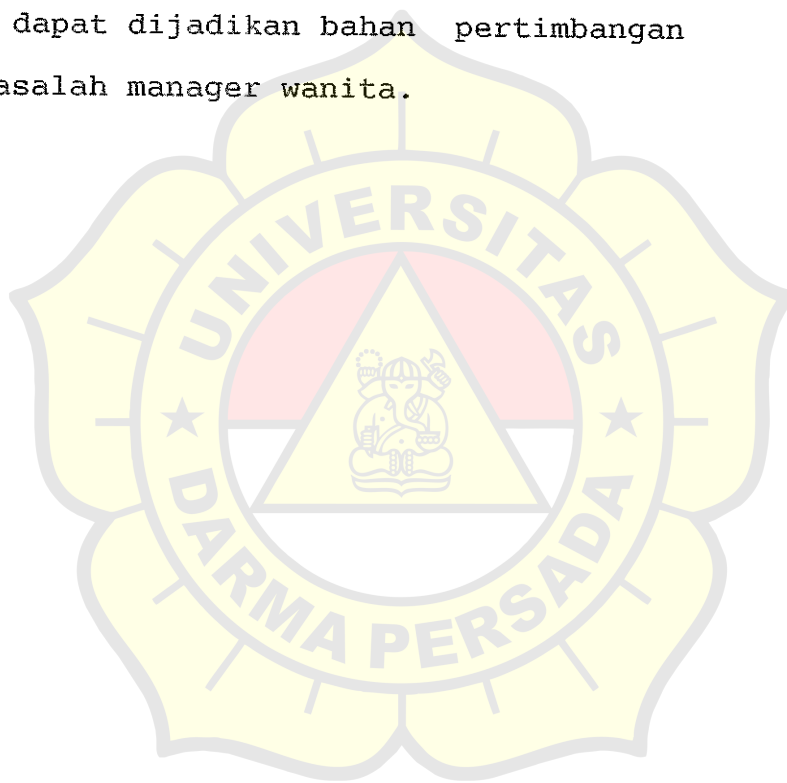 dapat dijadikan bahan pertimbangan
asalah manager wanita.
UNIVERSITAS
DARMA PERSADA